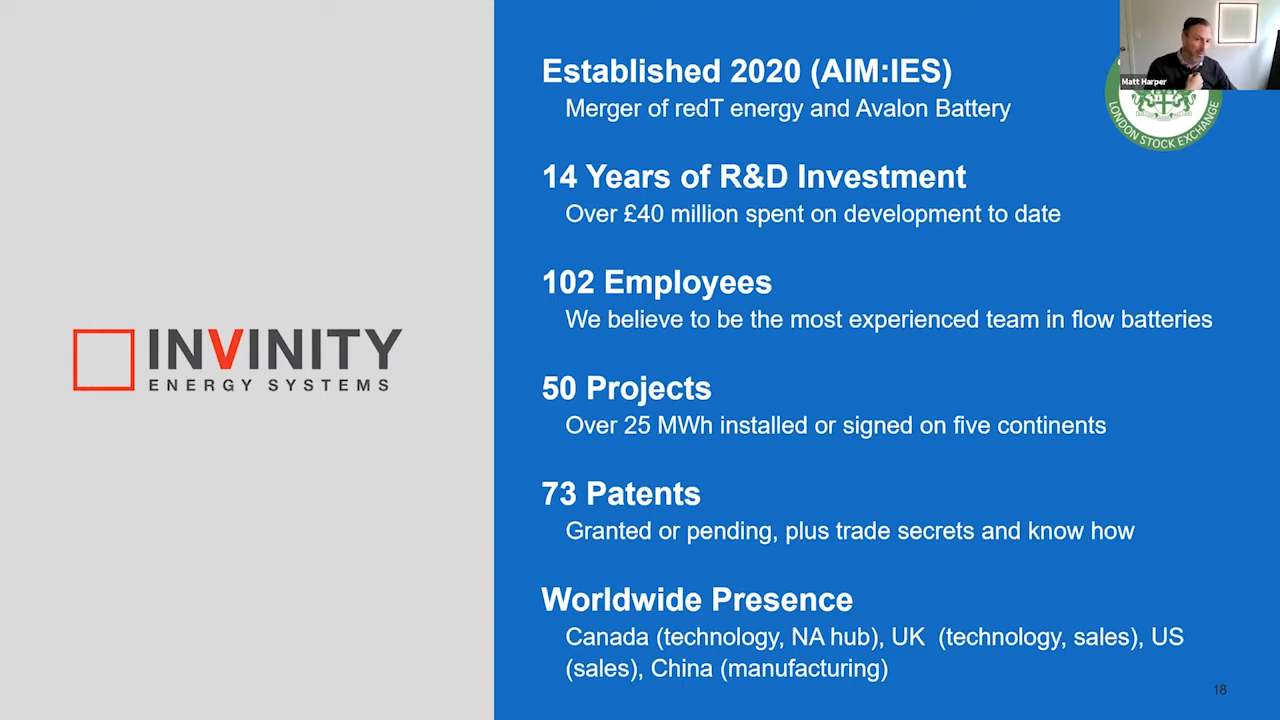 Matt Harper
LONDON STOCK EXCHANGE
Established 2020 (AIM:IES)
Merger of redT energy and Avalon Battery
14 Years of R&D Investment
Over £40 million spent on development to date
102 Employees
We believe to be the most experienced team in flow batteries
50 Projects
Over 25 MWh installed or signed on five continents
73 Patents
Granted or pending, plus trade secrets and know how
Worldwide Presence
Canada (technology, NA hub), UK  (technology, sales), US
(sales), China (manufacturing)
INVINITY
ENERGY SYSTEMS
18